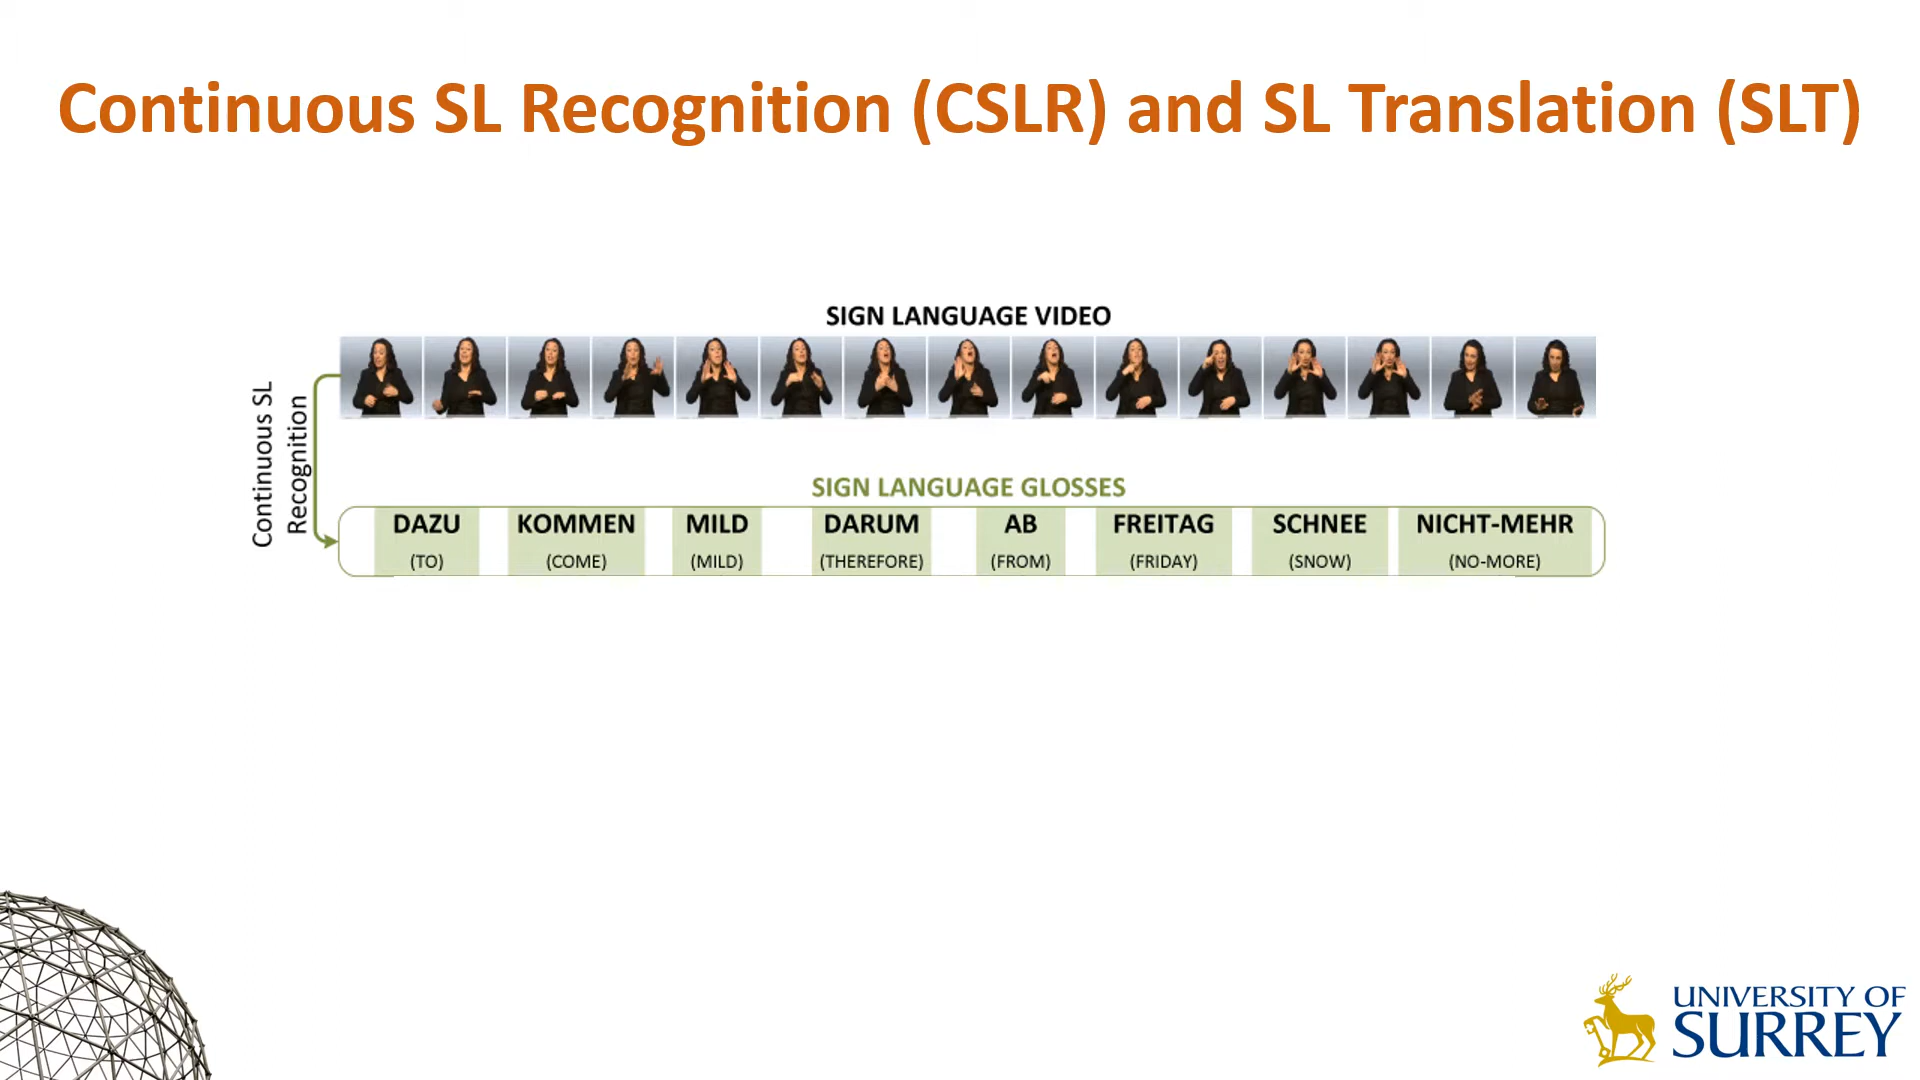 Continuous SL Recognition (CSLR) and SL Translation (SLT)
SIGN LANGUAGE VIDEO
Continuous SL
Recognition
SIGN LANGUAGE GLOSSES
DAZU KOMMEN MILD DARUM AB FREITAG SCHNEE NICHT-MEHR
(TO) (COME) (MILD) (THEREFORE) (FROM) (FRIDAY) (SNOW) (NO-MORE)
UNIVERSITY OF
SURREY